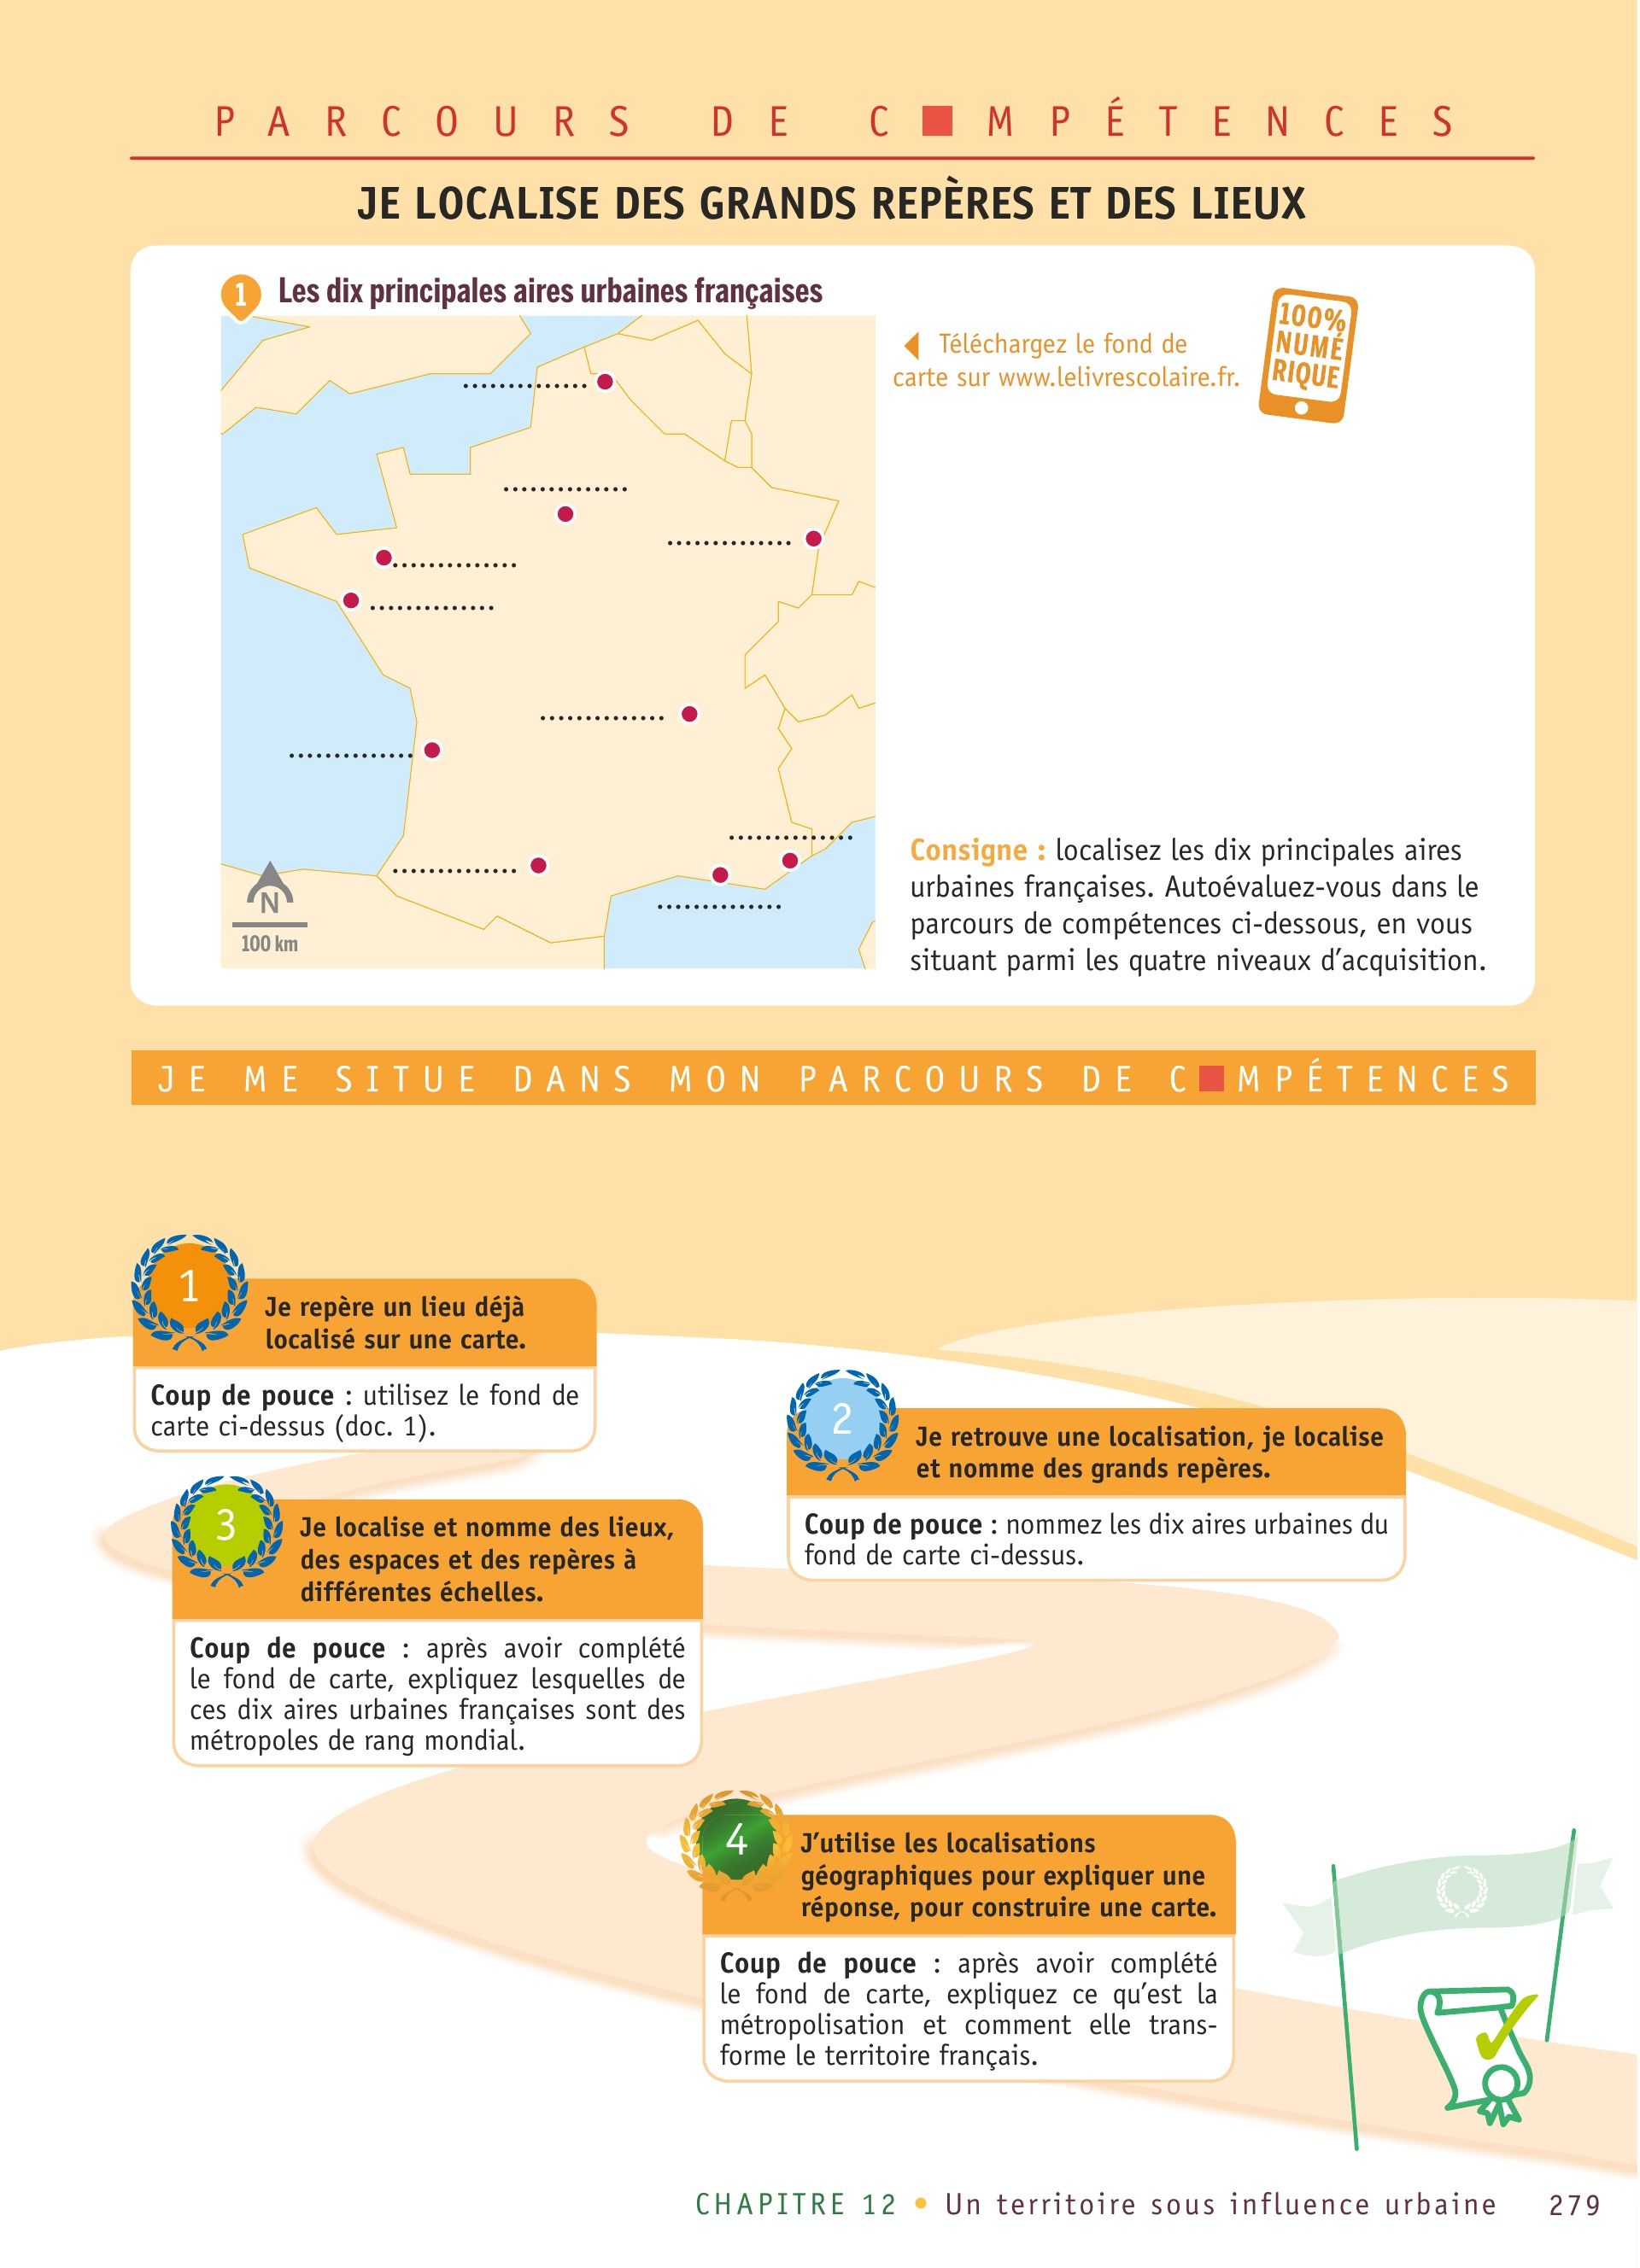 PARCOURS DE C■MPÉTENCES
JE LOCALISE DES GRANDS REPÈRES ET DES LIEUX
1 Les dix principales aires urbaines françaises
Téléchargez le fond de
carte sur www.lelivrescolaire.fr.
100%
NUMÉ
RIQUE
..............
..............
..............
..............
..............
..............
..............
..............
..............
..............
N
100 km
Consigne : localisez les dix principales aires
urbaines françaises. Autoévaluez-vous dans le
parcours de compétences ci-dessous, en vous
situant parmi les quatre niveaux d’acquisition.
JE ME SITUE DANS MON PARCOURS DE C■MPÉTENCES
1
Je repère un lieu déjà
localisé sur une carte.
Coup de pouce : utilisez le fond de
carte ci-dessus (doc. 1).
2
Je retrouve une localisation, je localise
et nomme des grands repères.
Coup de pouce : nommez les dix aires urbaines du
fond de carte ci-dessus.
3
Je localise et nomme des lieux,
des espaces et des repères à
différentes échelles.
Coup de pouce : après avoir complété
le fond de carte, expliquez lesquelles de
ces dix aires urbaines françaises sont des
métropoles de rang mondial.
4
J’utilise les localisations
géographiques pour expliquer une
réponse, pour construire une carte.
Coup de pouce : après avoir complété
le fond de carte, expliquez ce qu’est la
métropolisation et comment elle trans-
forme le territoire français.
CHAPITRE 12 • Un territoire sous influence urbaine 279